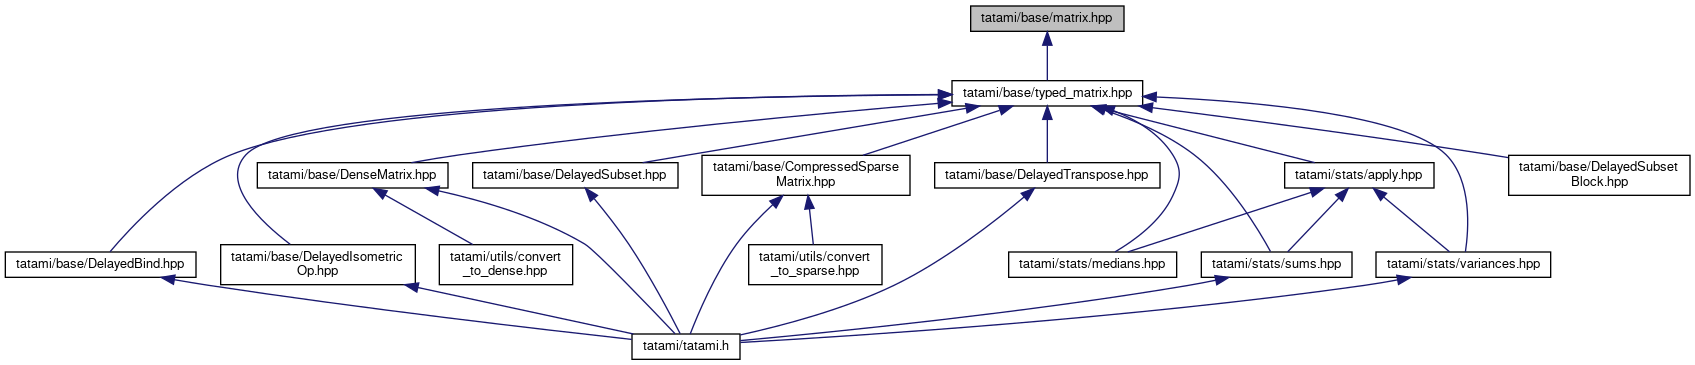 tatami/base/matrix.hpp
tatami/base/typed_matrix.hpp
tatami/base/DenseMatrix.hpp
tatami/base/DelayedSubset.hpp
tatami/base/CompressedSparse
Matrix.hpp
tatami/base/DelayedTranspose.hpp
tatami/stats/apply.hpp
tatami/base/DelayedSubset
Block.hpp
tatami/base/DelayedBind.hpp
tatami/base/DelayedIsometric
Op.hpp
tatami/utils/convert
_to_dense.hpp
tatami/utils/convert
_to_sparse.hpp
tatami/stats/medians.hpp
tatami/stats/sums.hpp
tatami/stats/variances.hpp
tatami/tatami.h